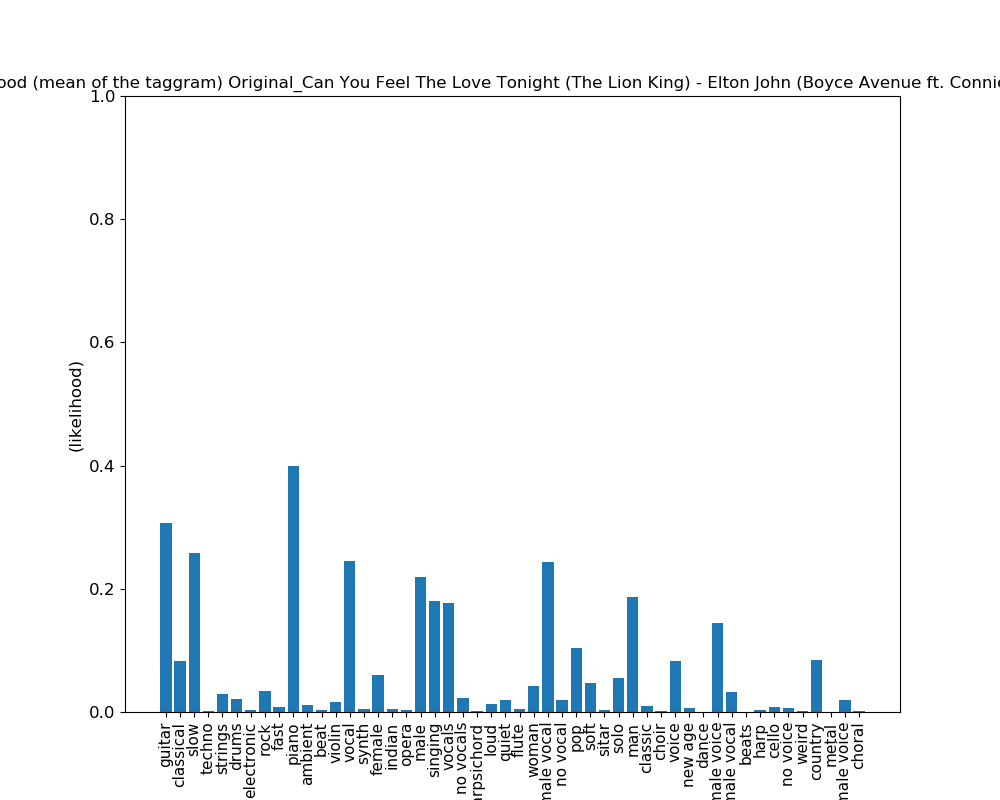 ood (mean of the taggram) Original_Can You Feel The Love Tonight (The Lion King) - Elton John (Boyce Avenue ft. Connie
1.0
0.8
0.6
0.4
0.2
0.0
(likelihood)
guitar
classical
slow
techno
strings
drums
electronic
rock
fast
piano
ambient
beat
violin
vocal
synth
female
indian
opera
male
singing
vocals
no vocals
arpsichord
loud
quiet
flute
woman
male vocal
no vocal
pop
soft
sitar
solo
man
classic
choir
voice
new age
dance
male voice
male vocal
beats
harp
cello
no voice
weird
country
metal
male voice
choral